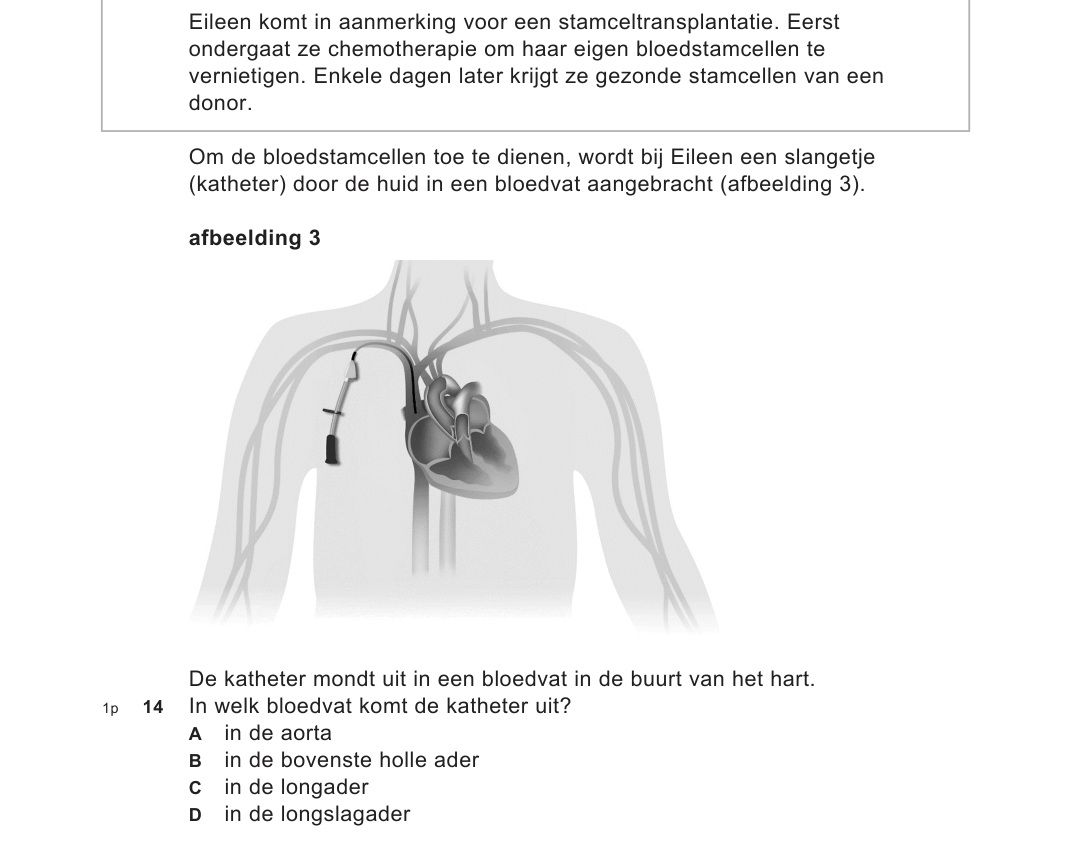 Eileen komt in aanmerking voor een stamceltransplantatie. Eerst
ondergaat ze chemotherapie om haar eigen bloedstamcellen te
vernietigen. Enkele dagen later krijgt ze gezonde stamcellen van een
donor.
Om de bloedstamcellen toe te dienen, wordt bij Eileen een slangetje
(katheter) door de huid in een bloedvat aangebracht (afbeelding 3).
afbeelding 3
De katheter mondt uit in een bloedvat in de buurt van het hart.
1p 14 In welk bloedvat komt de katheter uit?
A in de aorta
B in de bovenste holle ader
C in de longader
D in de longslagader